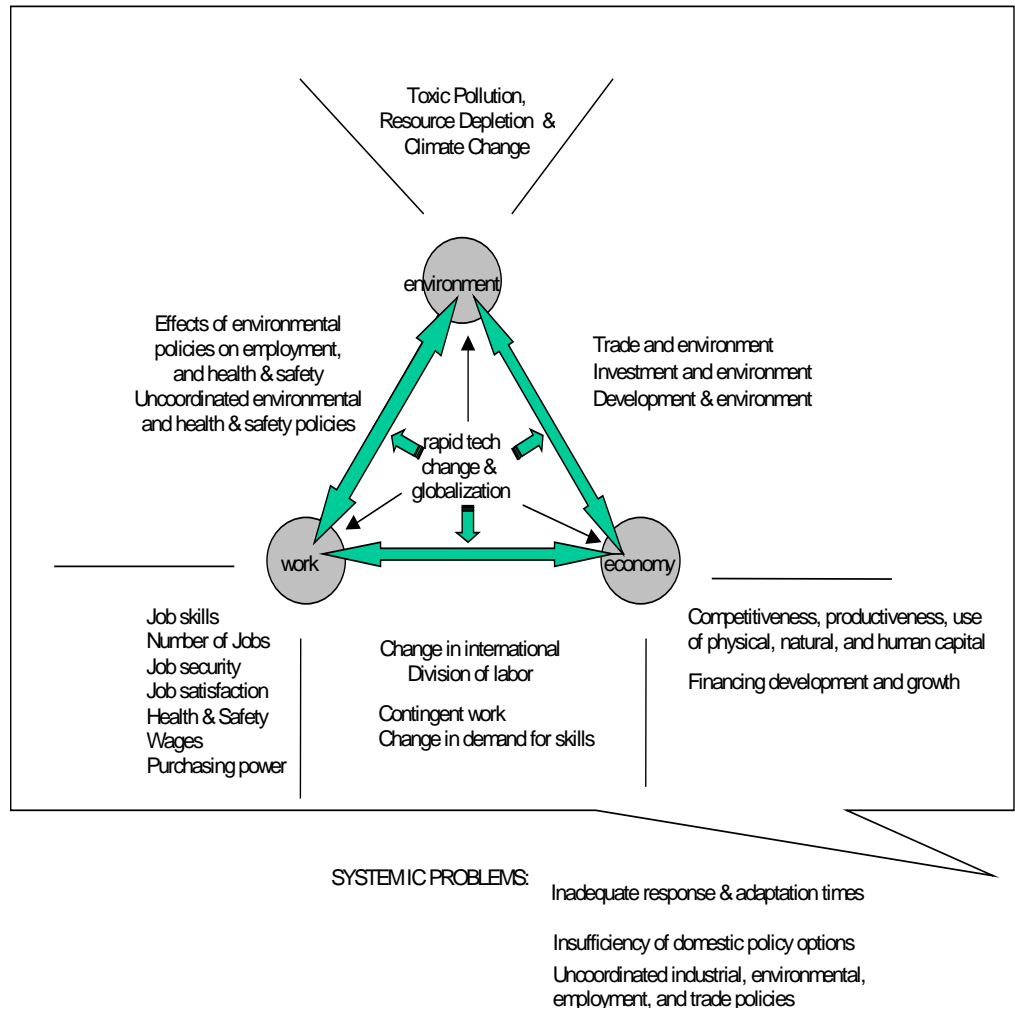 Toxic Pollution,
Resource Depletion &
Climate Change
environment
Effects of environmental
policies on employment,
and health & safety
Uncoordinated environmental
and health & safety policies
Trade and environment
Investment and environment
Development & environment
rapid tech
change &
globalization
work
economy
Job skills
Number of Jobs
Job security
Job satisfaction
Health & Safety
Wages
Purchasing power
Change in international
Division of labor
Contingent work
Change in demand for skills
Competitiveness, productiveness, use
of physical, natural, and human capital
Financing development and growth
SYSTEMIC PROBLEMS:
Inadequate response & adaptation times
Insufficiency of domestic policy options
Uncoordinated industrial, environmental,
employment, and trade policies